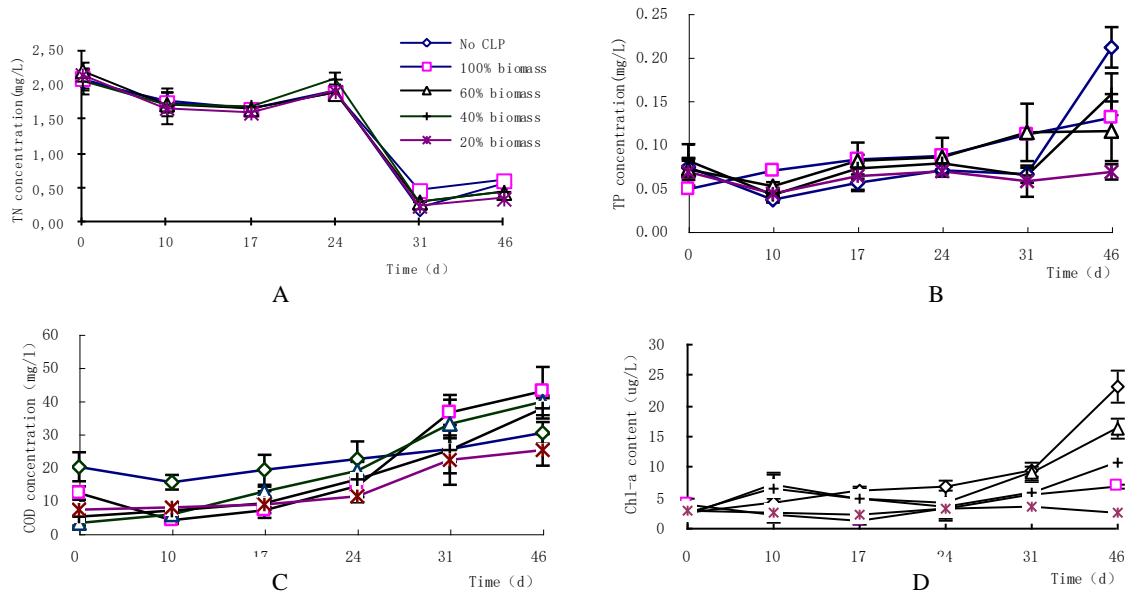 TN concentration(mg/L)
2,50
2,00
1,50
1,00
0,50
0,00
0 10 17 24 31 46
Time（d）
No CLP
100% biomass
60% biomass
40% biomass
20% biomass
A
TP concentration(mg/L)
0.25
0.20
0.15
0.10
0.05
0.00
0 10 17 24 31 46
Time（d）
B
COD concentration（mg/l）
60
50
40
30
20
10
0
0 10 17 24 31 46
Time（d）
C
Chl-a content（ug/L）
30
25
20
15
10
5
0
0 10 17 24 31 46
Time（d）
D